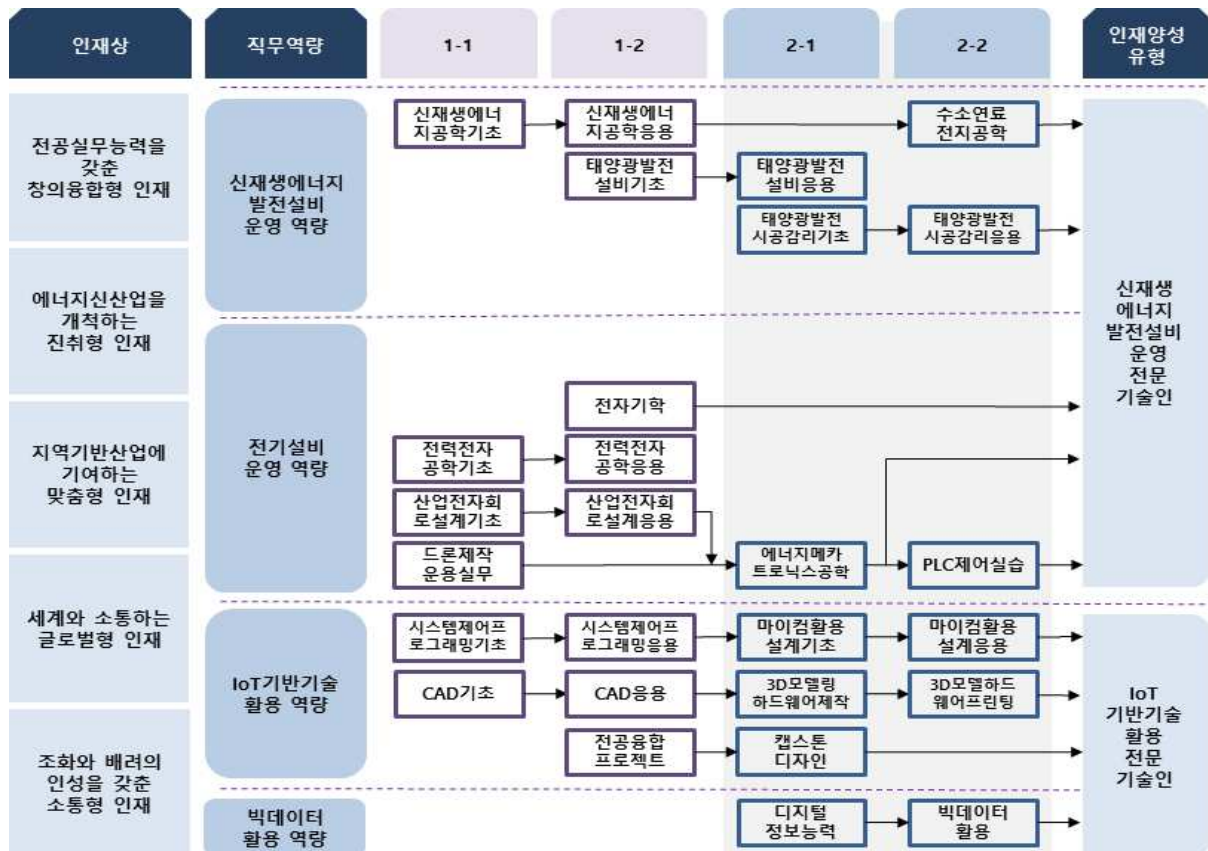 인재상
직무역량
1-1
1-2
2-1
2-2
인재양성
유형
전공실무능력을
갖춘
창의융합형 인재
에너지신산업을
개척하는
진취형 인재
지역기반산업에
기여하는
맞춤형 인재
세계와 소통하는
글로벌형 인재
조화와 배려의
인성을 갖춘
소통형 인재
신재생에너지
발전설비
운영 역량
신재생에너
지공학기초
신재생에너
지공학응용
수소연료
전지공학
태양광발전
설비기초
태양광발전
설비응용
태양광발전
시공감리기초
태양광발전
시공감리응용
전기설비
운영 역량
전자기학
전력전자
공학기초
전력전자
공학응용
산업전자회
로설계기초
산업전자회
로설계응용
드론제작
운용실무
에너지메카
트로닉스공학
PLC제어실습
신재생
에너지
발전설비
운영
전문
기술인
IoT기반기술
활용 역량
시스템제어프
로그래밍기초
시스템제어프
로그래밍응용
마이컴활용
설계기초
마이컴활용
설계응용
CAD기초
CAD응용
3D모델링
하드웨어제작
3D모델하드
웨어프린팅
전공융합
프로젝트
캡스톤
디자인
빅데이터
활용 역량
디지털
정보능력
빅데이터
활용
IoT
기반기술
활용
전문
기술인